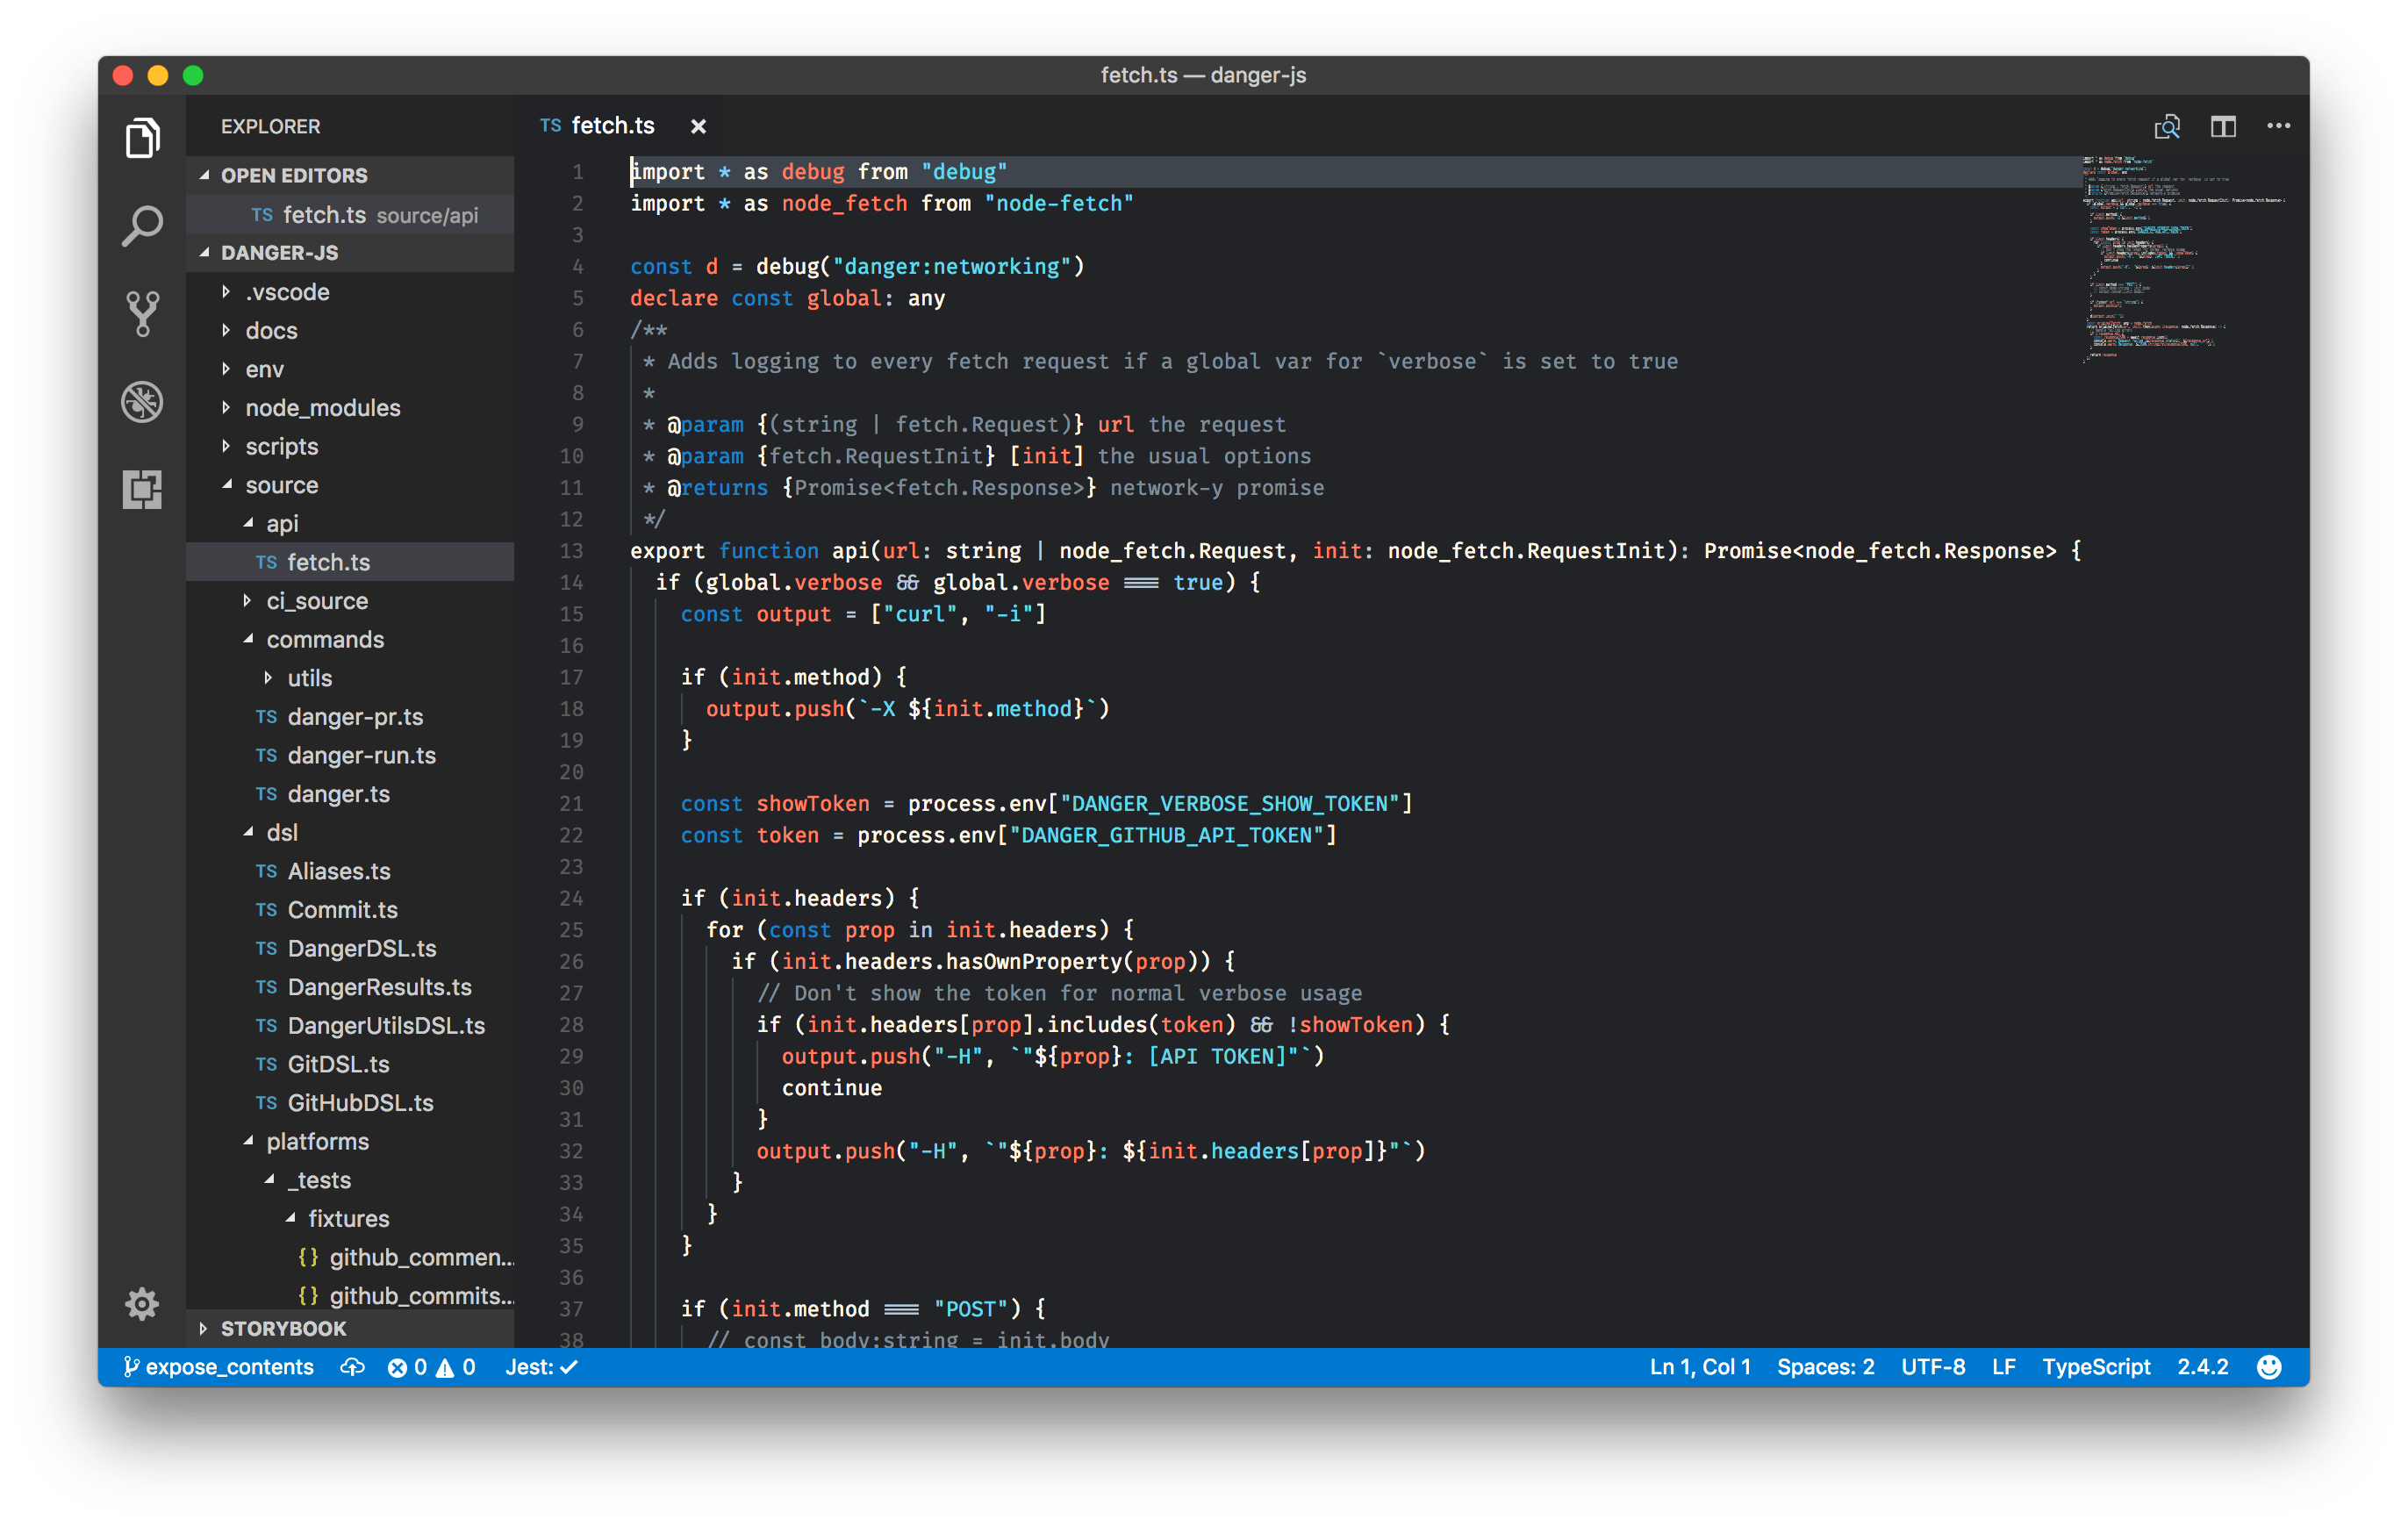 fetch.ts — danger-js
EXPLORER
OPEN EDITORS
TS fetch.ts source/api
DANGER-JS
.vscode
docs
env
node_modules
scripts
source
api
TS fetch.ts
ci_source
commands
utils
TS danger-pr.ts
TS danger-run.ts
TS danger.ts
dsl
TS Aliases.ts
TS Commit.ts
TS DangerDSL.ts
TS DangerResults.ts
TS DangerUtilsDSL.ts
TS GitDSL.ts
TS GitHubDSL.ts
platforms
_tests
fixtures
{} github_commen...
{} github_commits...
STORYBOOK
TS fetch.ts ×
1 import * as debug from "debug"
2 import * as node_fetch from "node-fetch"
3
4 const d = debug("danger:networking")
5 declare const global: any
6 /**
7 * Adds logging to every fetch request if a global var for `verbose` is set to true
8 *
9 * @param {(string | fetch.Request)} url the request
10 * @param {fetch.RequestInit} [init] the usual options
11 * @returns {Promise<fetch.Response>} network-y promise
12 */
13 export function api(url: string | node_fetch.Request, init: node_fetch.RequestInit): Promise<node_fetch.Response> {
14 if (global.verbose && global.verbose === true) {
15 const output = ["curl", "-i"]
16
17 if (init.method) {
18 output.push(`-X ${init.method}`)
19 }
20
21 const showToken = process.env["DANGER_VERBOSE_SHOW_TOKEN"]
22 const token = process.env["DANGER_GITHUB_API_TOKEN"]
23
24 if (init.headers) {
25 for (const prop in init.headers) {
26 if (init.headers.hasOwnProperty(prop)) {
27 // Don't show the token for normal verbose usage
28 if (init.headers[prop].includes(token) && !showToken) {
29 output.push("-H", `"${prop}: [API TOKEN]"`)
30 continue
31 }
32 output.push("-H", `"${prop}: ${init.headers[prop]}"`)
33 }
34 }
35 }
36
37 if (init.method === "POST") {
38 // const body:string = init.body
expose_contents 0 0 Jest: ✓ Ln 1, Col 1 Spaces: 2 UTF-8 LF TypeScript 2.4.2